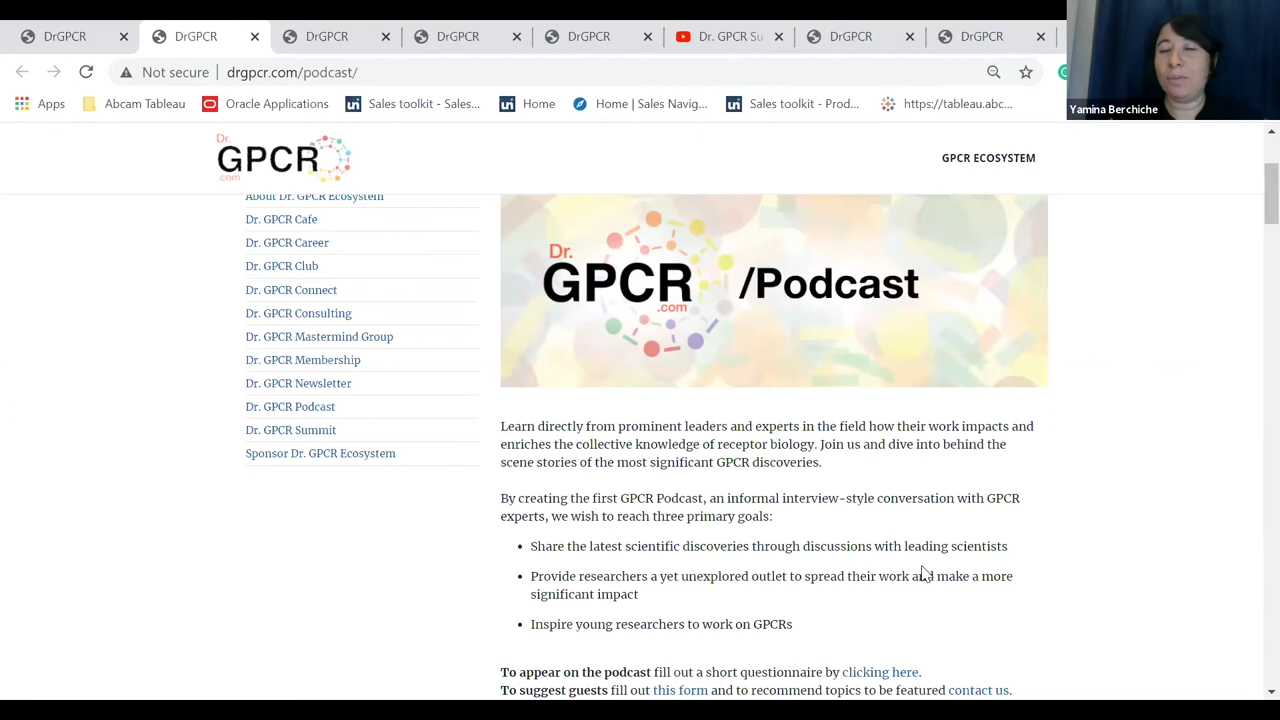 DrGPCR
DrGPCR
DrGPCR
DrGPCR
DrGPCR
Dr. GPCR Su
DrGPCR
DrGPCR
Not secure
drgpcr.com/podcast/
Apps
Abcam Tableau
Oracle Applications
Sales toolkit - Sales...
Home
Home | Sales Navig...
Sales toolkit - Prod...
https://tableau.abc...
Yamina Berchiche
Dr.
GPCR
.com
GPCR ECOSYSTEM
About Dr. GPCR Ecosystem
Dr. GPCR Cafe
Dr. GPCR Career
Dr. GPCR Club
Dr. GPCR Connect
Dr. GPCR Consulting
Dr. GPCR Mastermind Group
Dr. GPCR Membership
Dr. GPCR Newsletter
Dr. GPCR Podcast
Dr. GPCR Summit
Sponsor Dr. GPCR Ecosystem
Dr.
GPCR /Podcast
.com
Learn directly from prominent leaders and experts in the field how their work impacts and
enriches the collective knowledge of receptor biology. Join us and dive into behind the
scene stories of the most significant GPCR discoveries.
By creating the first GPCR Podcast, an informal interview-style conversation with GPCR
experts, we wish to reach three primary goals:
• Share the latest scientific discoveries through discussions with leading scientists
• Provide researchers a yet unexplored outlet to spread their work and make a more
significant impact
• Inspire young researchers to work on GPCRs
To appear on the podcast fill out a short questionnaire by clicking here.
To suggest guests fill out this form and to recommend topics to be featured contact us.